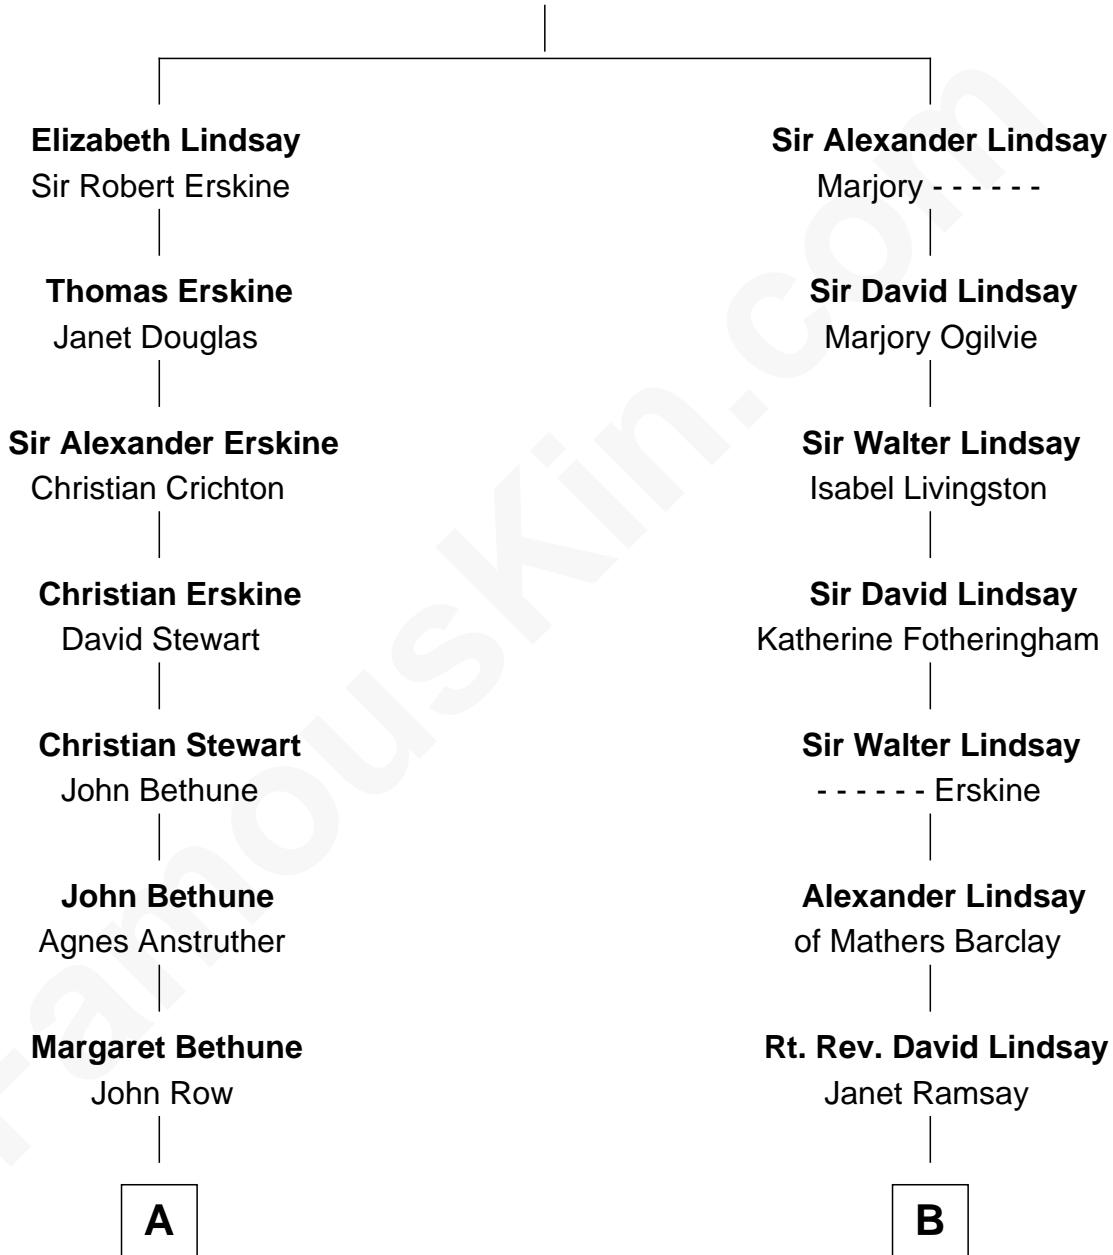 Elizabeth Lindsay
Sir Robert Erskine
Thomas Erskine
Janet Douglas
Sir Alexander Erskine
Christian Crichton
Christian Erskine
David Stewart
Christian Stewart
John Bethune
John Bethune
Agnes Anstruther
Margaret Bethune
John Row
A
Sir Alexander Lindsay
Marjory - - - - - -
Sir David Lindsay
Marjory Ogilvie
Sir Walter Lindsay
Isabel Livingston
Sir David Lindsay
Katherine Fotheringham
Sir Walter Lindsay
- - - - - - Erskine
Alexander Lindsay
of Mathers Barclay
Rt. Rev. David Lindsay
Janet Ramsay
B
FamousKin.com